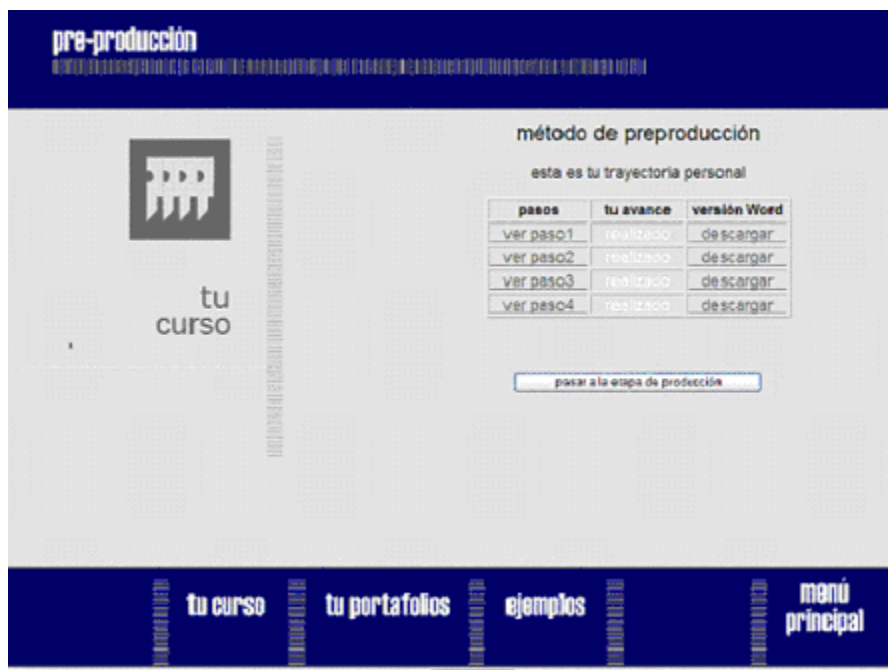 pre-producción
método de preproducción
esta es tu trayectoria personal
pasos tu avance versión Word
ver paso1 realizado descargar
ver paso2 realizado descargar
ver paso3 realizado descargar
ver paso4 realizado descargar
tu
curso
pasar a la etapa de producción
tu curso tu portafolios ejemplos menú
principal